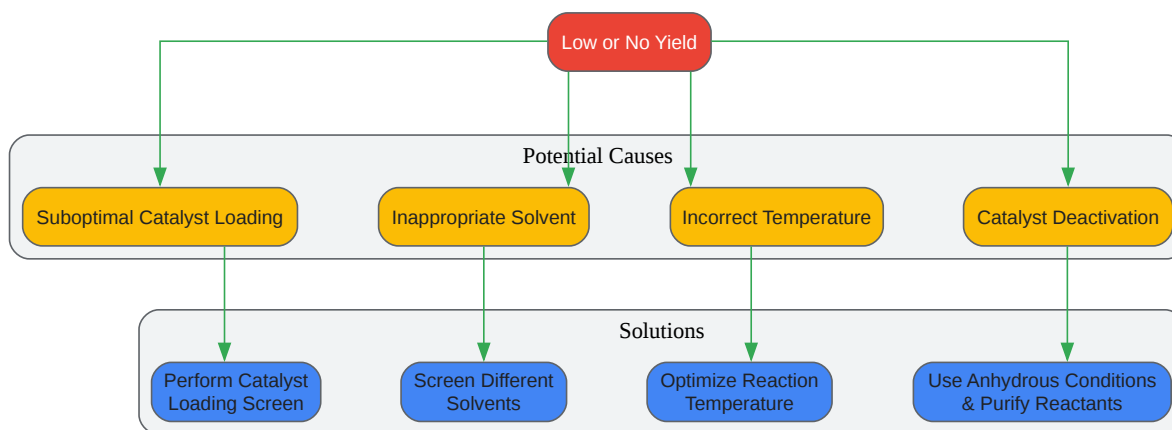 Low or No Yield
Potential Causes
Suboptimal Catalyst Loading
Inappropriate Solvent
Incorrect Temperature
Catalyst Deactivation
Solutions
Perform Catalyst
Loading Screen
Screen Different
Solvents
Optimize Reaction
Temperature
Use Anhydrous Conditions
& Purify Reactants